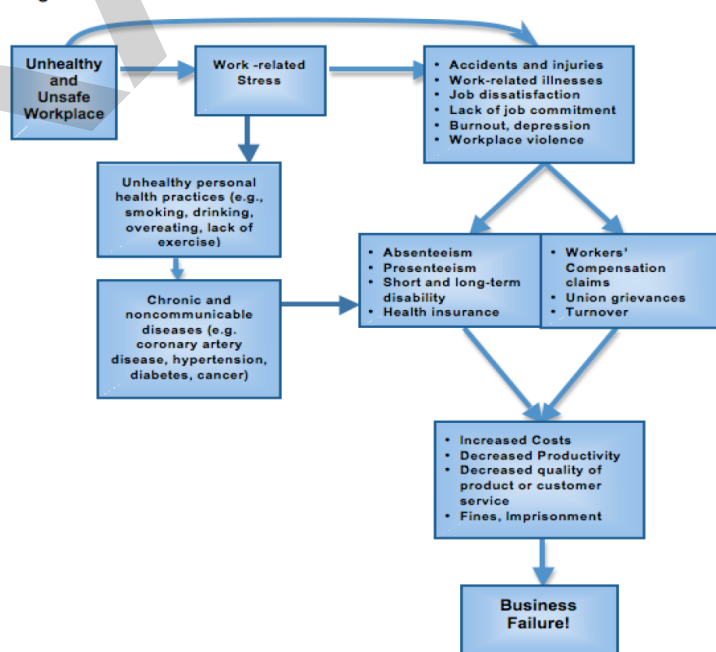 Unhealthy
and
Unsafe
Workplace
Work -related
Stress
• Accidents and injuries
• Work-related illnesses
• Job dissatisfaction
• Lack of job commitment
• Burnout, depression
• Workplace violence
Unhealthy personal
health practices (e.g.,
smoking, drinking,
overeating, lack of
exercise)
• Absenteeism
• Presenteeism
• Short and long-term
disability
• Health insurance
• Workers'
Compensation
claims
• Union grievances
• Turnover
Chronic and
noncommunicable
diseases (e.g.
coronary artery
disease, hypertension,
diabetes, cancer)
• Increased Costs
• Decreased Productivity
• Decreased quality of
product or customer
service
• Fines, Imprisonment
Business
Failure!